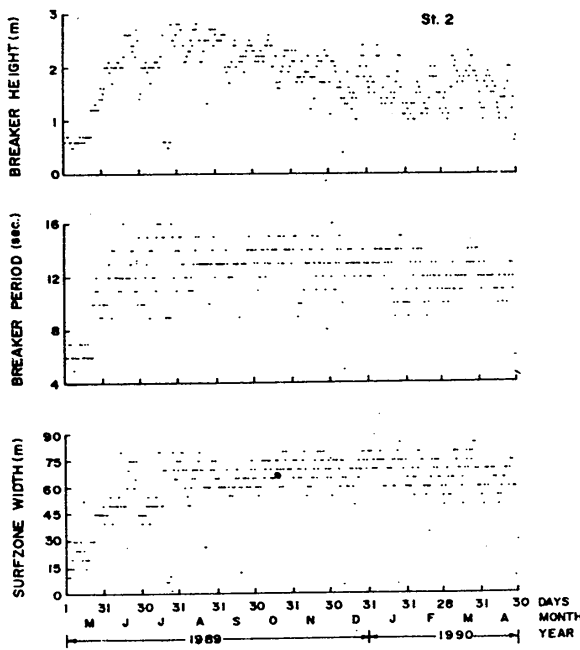 St. 2
BREAKER HEIGHT (m)
3
2
1
0
BREAKER PERIOD (sec.)
16
12
8
4
SURFZONE WIDTH (m)
90
75
60
45
30
15
0
1 31 30 31 31 30 31 30 31 31 28 31 30 DAYS
M J J A S O N D J F M A MONTH
1989 1990 YEAR